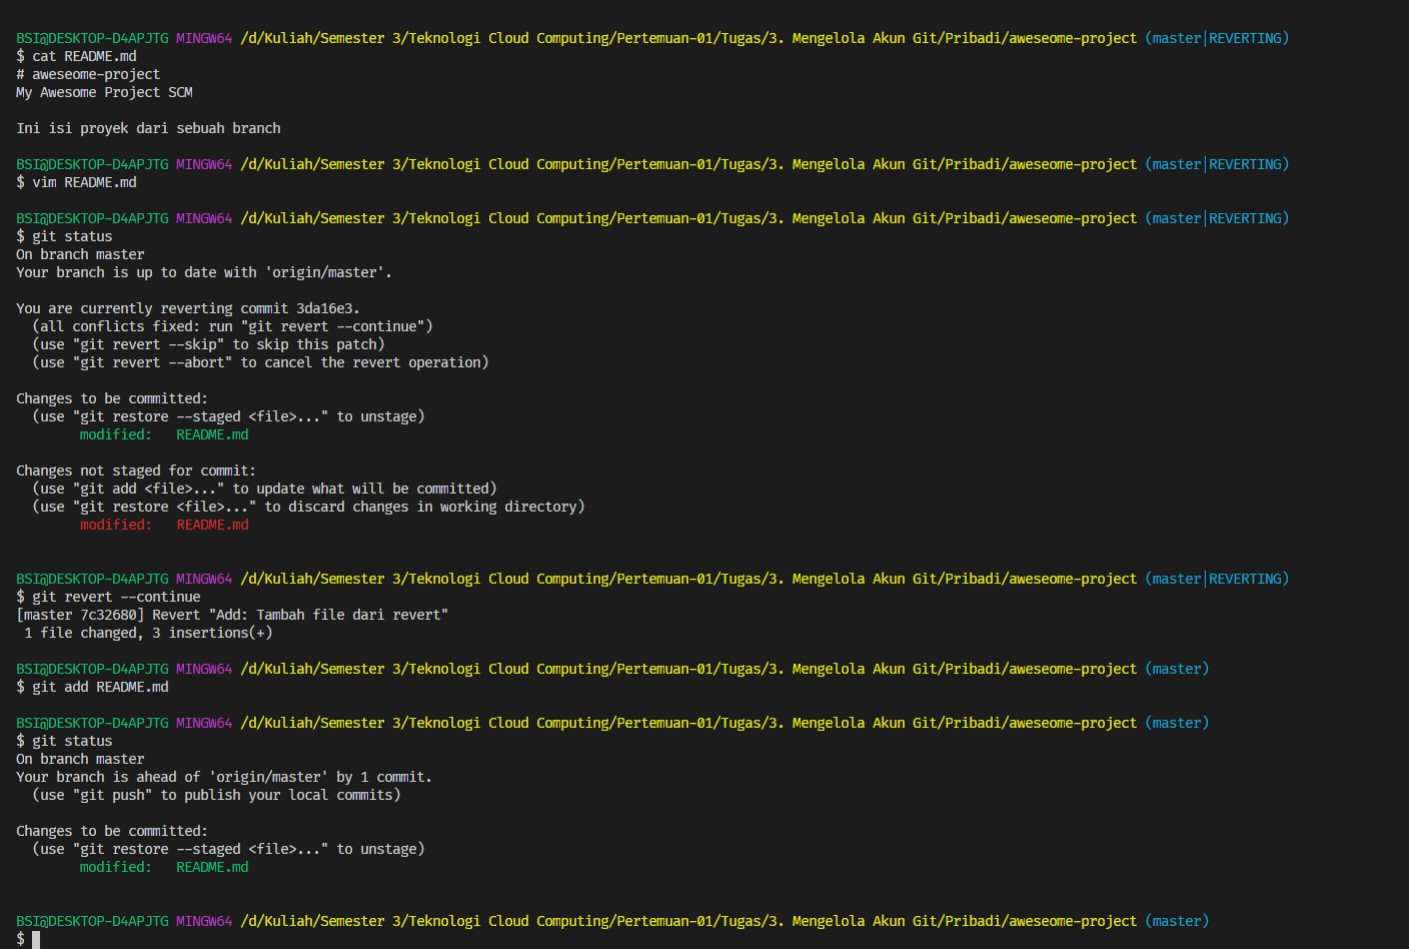 BSI@DESKTOP-D4APJTG MINGW64 /d/Kuliah/Semester 3/Teknologi Cloud Computing/Pertemuan-01/Tugas/3. Mengelola Akun Git/Pribadi/aweseome-project (master|REVERTING)
$ cat README.md
# aweseome-project
My Awesome Project SCM

Ini isi proyek dari sebuah branch

BSI@DESKTOP-D4APJTG MINGW64 /d/Kuliah/Semester 3/Teknologi Cloud Computing/Pertemuan-01/Tugas/3. Mengelola Akun Git/Pribadi/aweseome-project (master|REVERTING)
$ vim README.md

BSI@DESKTOP-D4APJTG MINGW64 /d/Kuliah/Semester 3/Teknologi Cloud Computing/Pertemuan-01/Tugas/3. Mengelola Akun Git/Pribadi/aweseome-project (master|REVERTING)
$ git status
On branch master
Your branch is up to date with 'origin/master'.

You are currently reverting commit 3da16e3.
  (all conflicts fixed: run "git revert --continue")
  (use "git revert --skip" to skip this patch)
  (use "git revert --abort" to cancel the revert operation)

Changes to be committed:
  (use "git restore --staged <file>..." to unstage)
        modified:   README.md

Changes not staged for commit:
  (use "git add <file>..." to update what will be committed)
  (use "git restore <file>..." to discard changes in working directory)
        modified:   README.md

BSI@DESKTOP-D4APJTG MINGW64 /d/Kuliah/Semester 3/Teknologi Cloud Computing/Pertemuan-01/Tugas/3. Mengelola Akun Git/Pribadi/aweseome-project (master|REVERTING)
$ git revert --continue
[master 7c32680] Revert "Add: Tambah file dari revert"
 1 file changed, 3 insertions(+)

BSI@DESKTOP-D4APJTG MINGW64 /d/Kuliah/Semester 3/Teknologi Cloud Computing/Pertemuan-01/Tugas/3. Mengelola Akun Git/Pribadi/aweseome-project (master)
$ git add README.md

BSI@DESKTOP-D4APJTG MINGW64 /d/Kuliah/Semester 3/Teknologi Cloud Computing/Pertemuan-01/Tugas/3. Mengelola Akun Git/Pribadi/aweseome-project (master)
$ git status
On branch master
Your branch is ahead of 'origin/master' by 1 commit.
  (use "git push" to publish your local commits)

Changes to be committed:
  (use "git restore --staged <file>..." to unstage)
        modified:   README.md

BSI@DESKTOP-D4APJTG MINGW64 /d/Kuliah/Semester 3/Teknologi Cloud Computing/Pertemuan-01/Tugas/3. Mengelola Akun Git/Pribadi/aweseome-project (master)
$